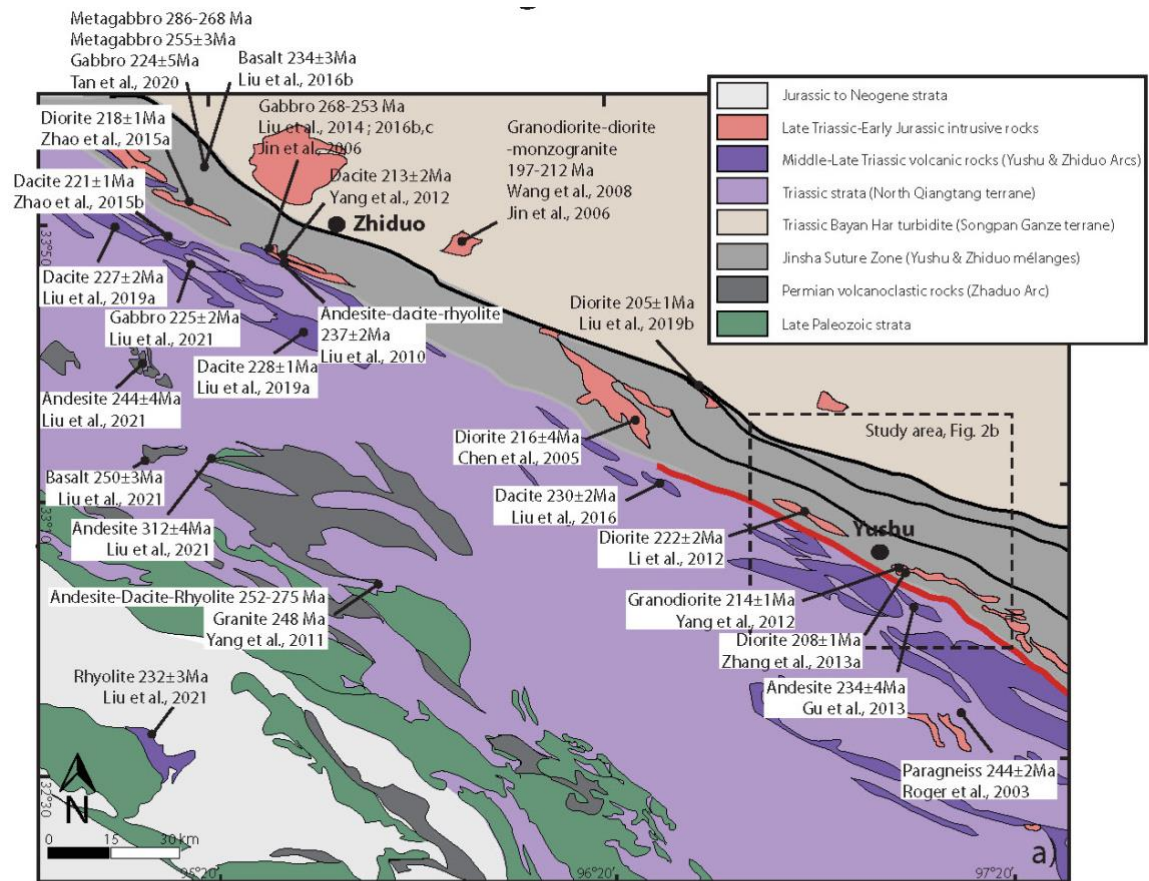 Metagabbro 286-268 Ma
Metagabbro 255±3Ma
Gabbro 224±5Ma
Tan et al., 2020
Basalt 234±3Ma
Liu et al., 2016b
Diorite 218±1Ma
Zhao et al., 2015a
Gabbro 268-253 Ma
Liu et al., 2014 ; 2016b,c
Jin et al., 2006
Granodiorite-diorite
-monzogranite
197-212 Ma
Wang et al., 2008
Jin et al., 2006
Dacite 221±1Ma
Zhao et al., 2015b
Dacite 213±2Ma
Yang et al., 2012
Zhiduo
Jurassic to Neogene strata
Late Triassic-Early Jurassic intrusive rocks
Middle-Late Triassic volcanic rocks (Yushu & Zhiduo Arcs)
Triassic strata (North Qiangtang terrane)
Triassic Bayan Har turbidite (Songpan Ganze terrane)
Jinsha Suture Zone (Yushu & Zhiduo mélanges)
Permian volcanoclastic rocks (Zhaduo Arc)
Late Paleozoic strata
33°50
Dacite 227±2Ma
Liu et al., 2019a
Gabbro 225±2Ma
Liu et al., 2021
Andesite-dacite-rhyolite
237±2Ma
Liu et al., 2010
Dacite 228±1Ma
Liu et al., 2019a
Diorite 205±1Ma
Liu et al., 2019b
Andesite 244±4Ma
Liu et al., 2021
Study area, Fig. 2b
Diorite 216±4Ma
Chen et al., 2005
Basalt 250±3Ma
Liu et al., 2021
Dacite 230±2Ma
Liu et al., 2016
33°10
Andesite 312±4Ma
Liu et al., 2021
Diorite 222±2Ma
Li et al., 2012
Yushu
Andesite-Dacite-Rhyolite 252-275 Ma
Granite 248 Ma
Yang et al., 2011
Granodiorite 214±1Ma
Yang et al., 2012
Diorite 208±1Ma
Zhang et al., 2013a
Andesite 234±4Ma
Gu et al., 2013
Rhyolite 232±3Ma
Liu et al., 2021
Paragneiss 244±2Ma
Roger et al., 2003
32°30
N
0 15 30 km
a)
95°20
96°20'
97°20'